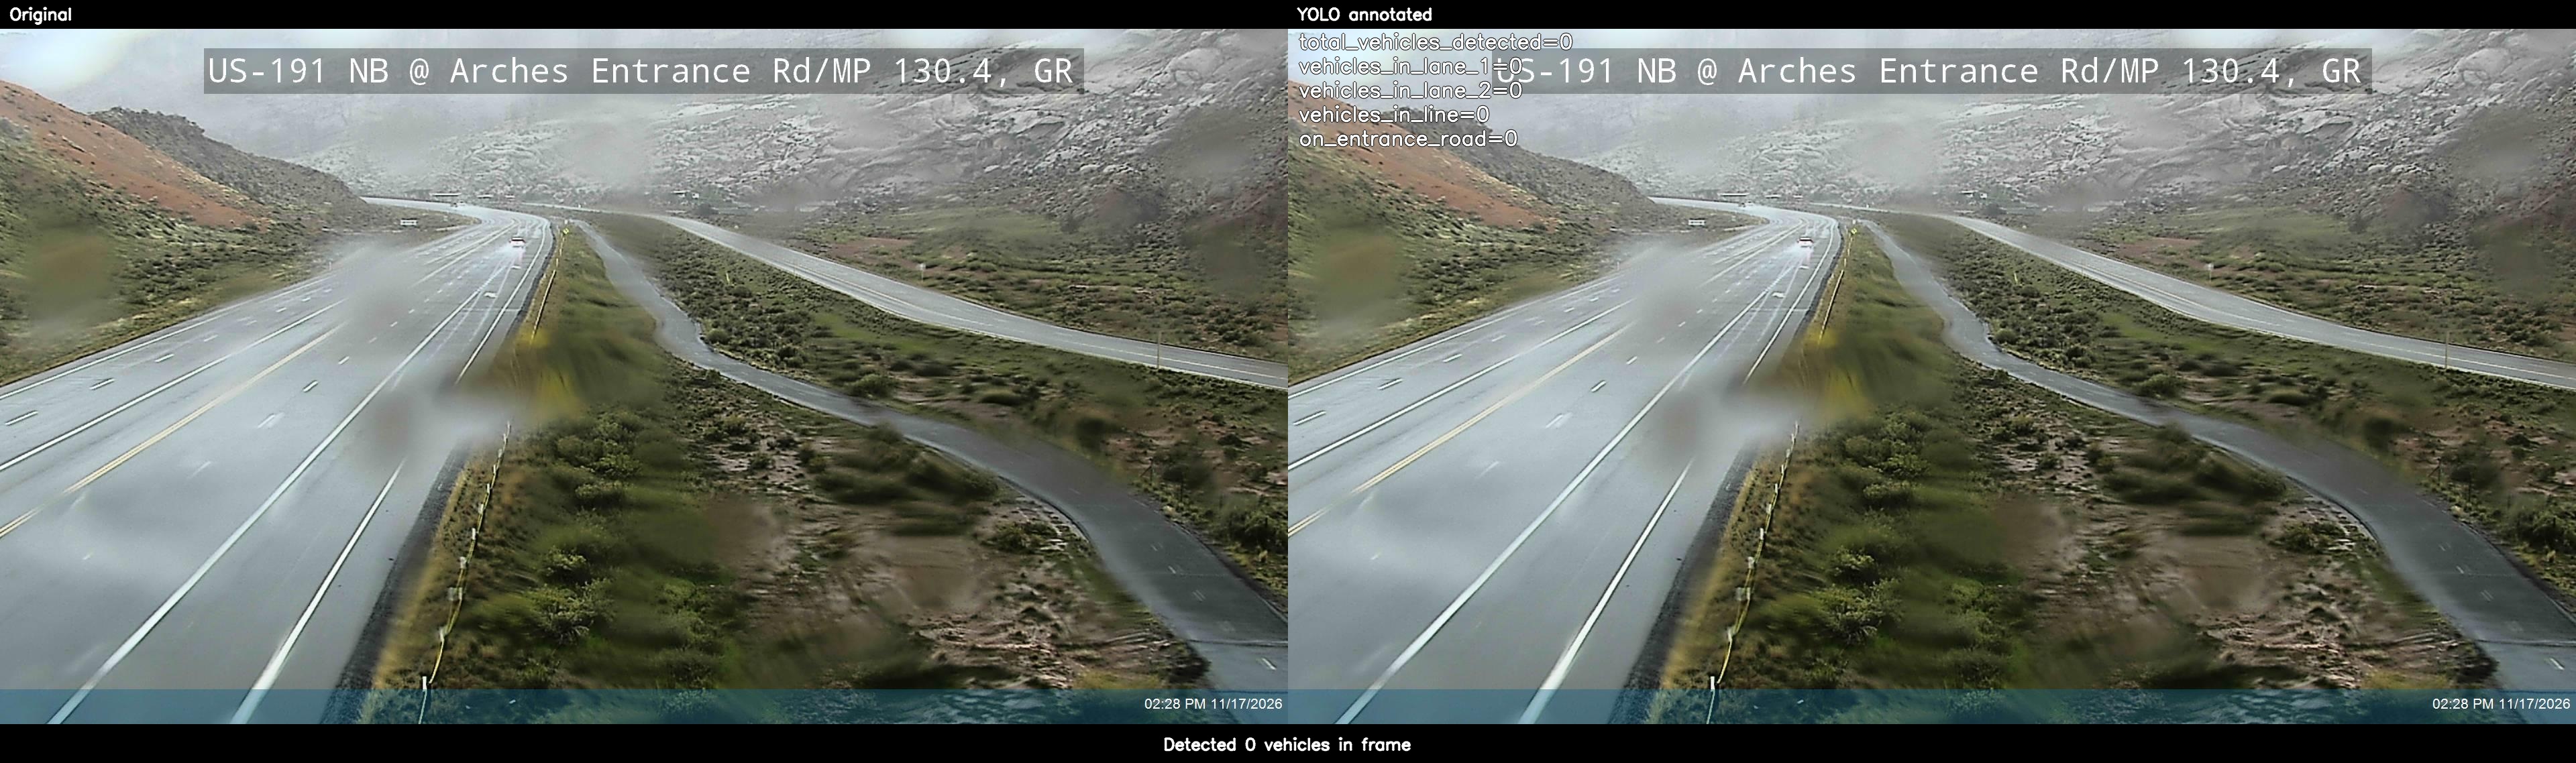 Original
YOLO annotated
US-191 NB @ Arches Entrance Rd/MP 130.4, GR
total_vehicles_detected=0
vehicles_in_lane_1=0
US-191 NB @ Arches Entrance Rd/MP 130.4, GR
vehicles_in_lane_2=0
vehicles_in_line=0
on_entrance_road=0
02:28 PM 11/17/2026
02:28 PM 11/17/2026
Detected 0 vehicles in frame